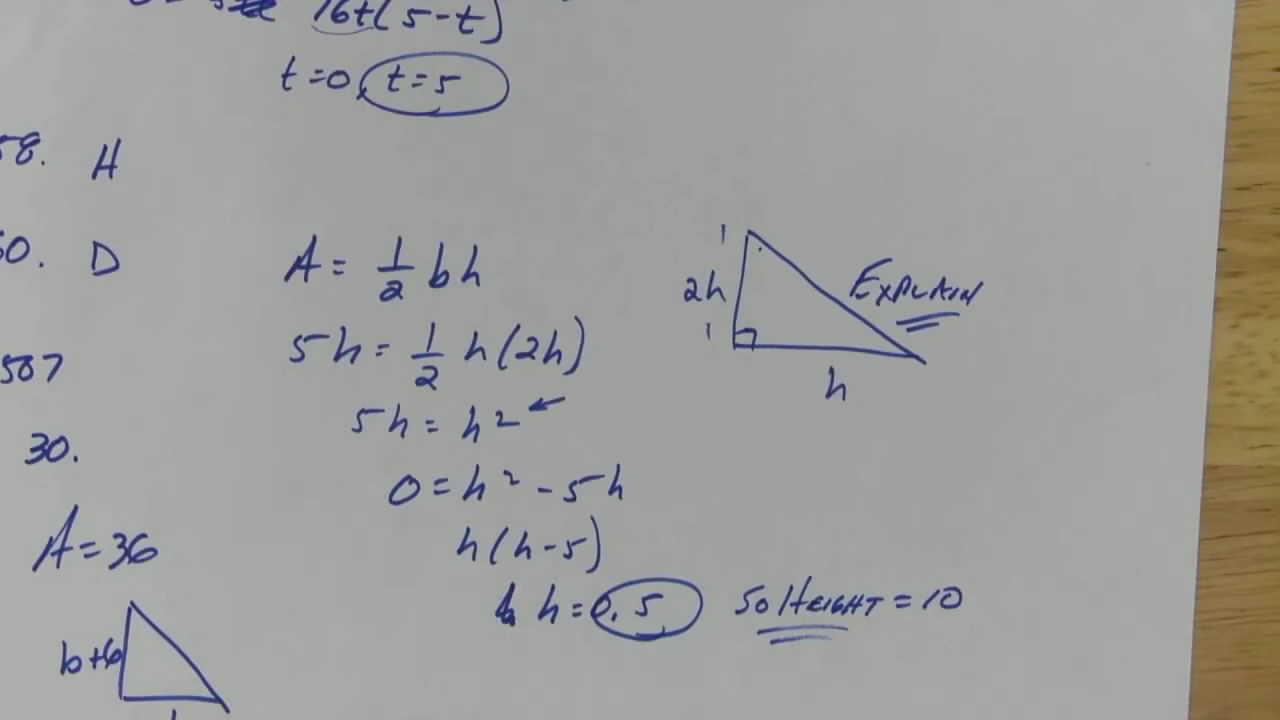 16t(5-t)
t=0, t=5
58. H
60. D
A = 1/2 bh
5h = 1/2 h(2h)
5h = h²
0 = h² - 5h
h(h-5)
h = 0, 5 So HEIGHT = 10
2h
EXPLAIN
h
507
30.
A=36
b+6